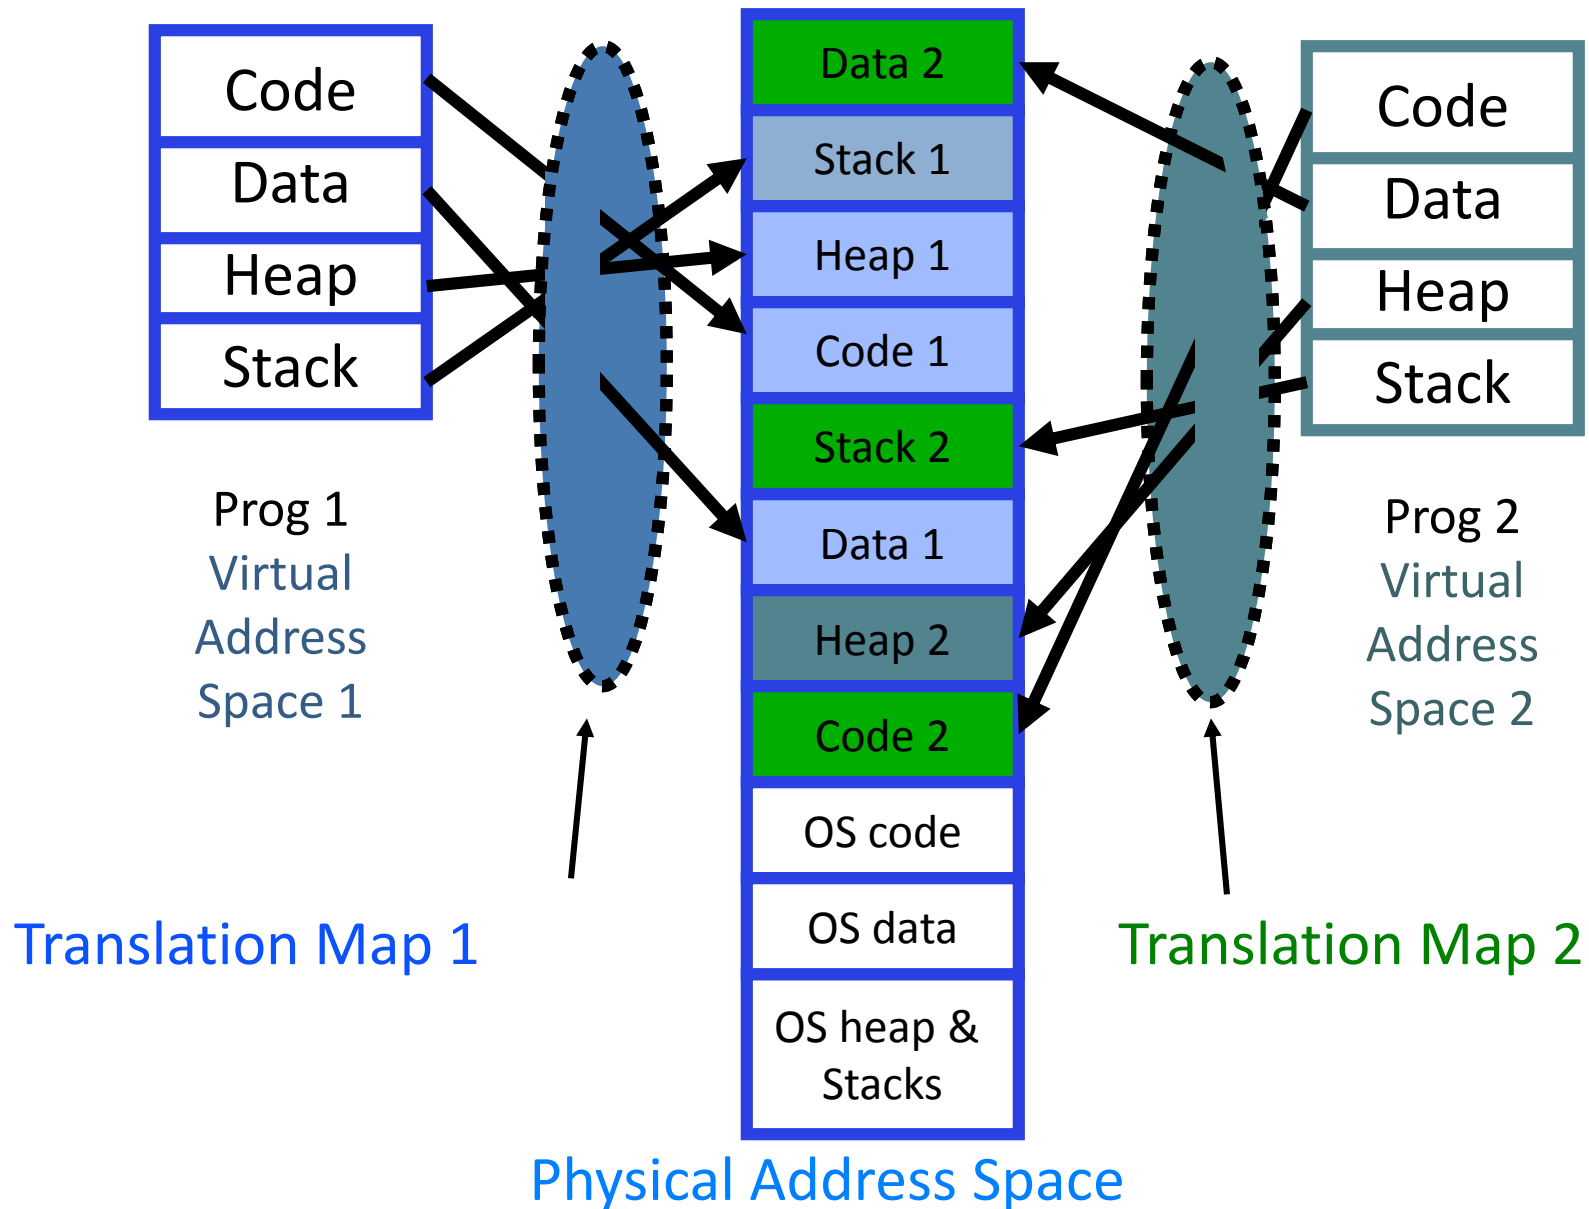 Code
Data
Heap
Stack
Prog 1
Virtual
Address
Space 1
Translation Map 1
Data 2
Stack 1
Heap 1
Code 1
Stack 2
Data 1
Heap 2
Code 2
OS code
OS data
OS heap &
Stacks
Physical Address Space
Code
Data
Heap
Stack
Prog 2
Virtual
Address
Space 2
Translation Map 2